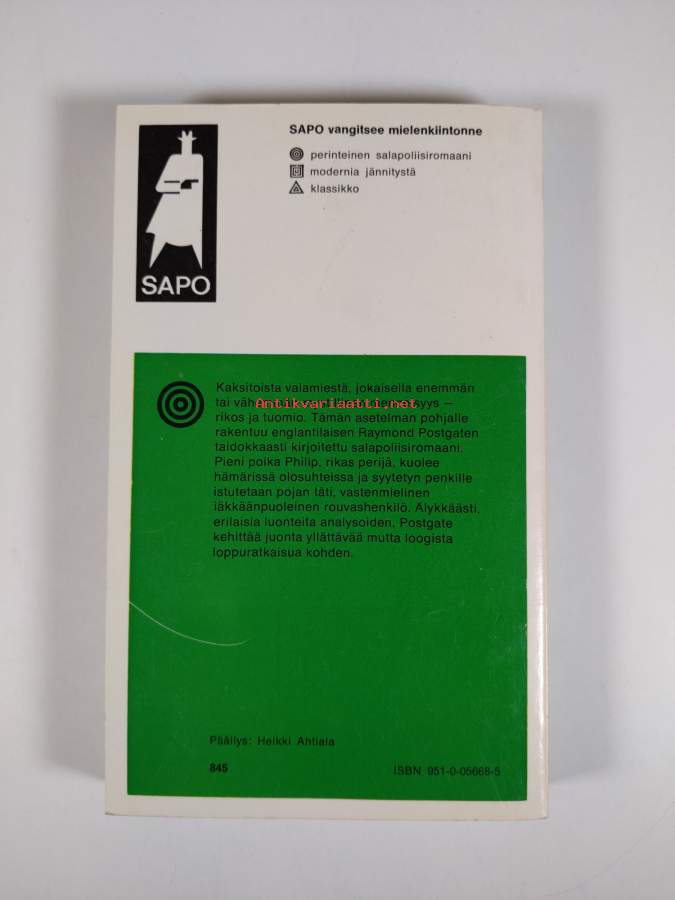 SAPO vangitsee mielenkiintonne
perinteinen salapoliisiromaani
modernia jännitystä
klassikko
SAPO
Kaksitoista valamiestä, jokaisella enemmän
tai
Antikvariaatti.net
rikos ja tuomio. Tämän asetelman pohjalle
rakentuu englantilaisen Raymond Postgaten
taidokkaasti kirjoitettu salapoliisiromaani.
Pieni poika Philip, rikas perijä, kuolee
hämärissä olosuhteissa ja syytetyn penkille
istutetaan pojan täti, vastenmielinen
iäkkäänpuoleinen rouvashenkilö. Älykkäästi,
erilaisia luonteita analysoiden, Postgate
kehittää juonta yllättävää mutta loogista
loppuratkaisua kohden.
Päällys: Heikki Ahtiala
845
ISBN 951-0-05668-5